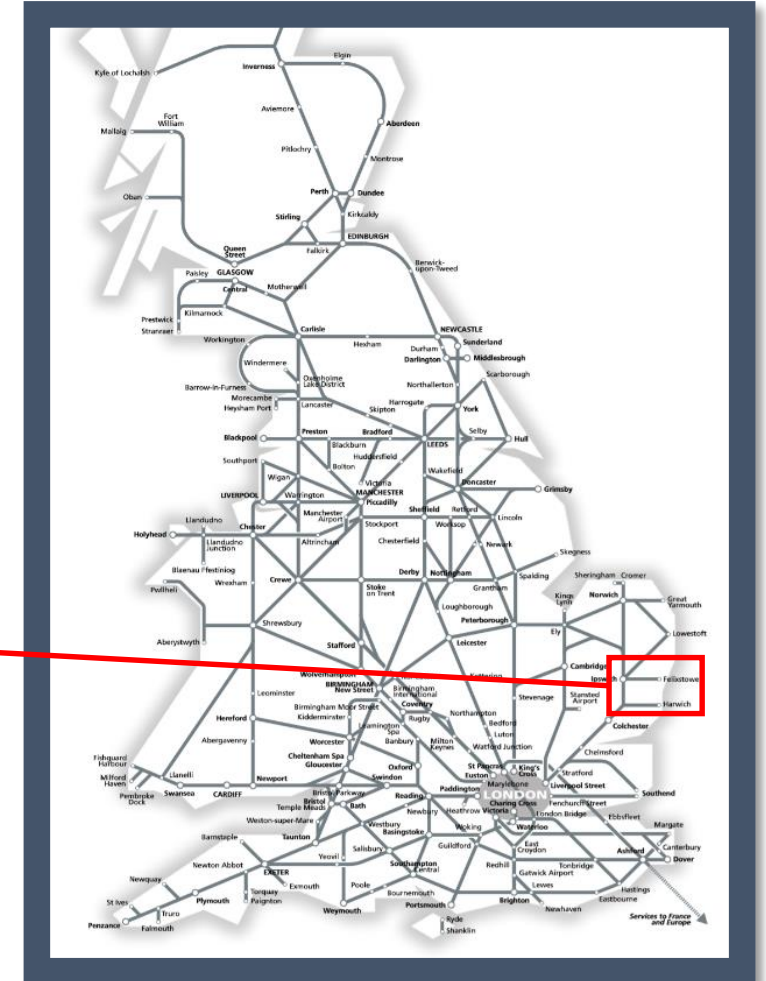 Kyle of Lochalsh
Inverness
Elgin
Aviemore
Aberdeen
Fort
William
Mallaig
Pitlochry
Montrose
Oban
Perth
Dundee
Stirling
Kirkcaldy
Queen
Street
Falkirk
EDINBURGH
Berwick-
upon-Tweed
Paisley
GLASGOW
Central
Motherwell
Prestwick
Stranraer
Kilmarnock
Carlisle
Hexham
NEWCASTLE
Sunderland
Workington
Durham
Darlington
Middlesbrough
Windermere
Oxenholme
Lake District
Northallerton
Scarborough
Barrow-in-Furness
Morecambe
Heysham Port
Lancaster
Skipton
Harrogate
York
Blackpool
Preston
Bradford
LEEDS
Selby
Hull
Blackburn
Huddersfield
Bolton
Southport
Wigan
Victoria
MANCHESTER
Piccadilly
Wakefield
Doncaster
Grimsby
LIVERPOOL
Warrington
Manchester
Airport
Stockport
Sheffield
Retford
Worksop
Lincoln
Llandudno
Holyhead
Llandudno
Junction
Chester
Altrincham
Chesterfield
Newark
Skegness
Blaenau Ffestiniog
Pwllheli
Wrexham
Crewe
Stoke
on Trent
Derby
Nottingham
Grantham
Spalding
Sheringham
Cromer
Kings
Lynn
Norwich
Great
Yarmouth
Loughborough
Peterborough
Ely
Lowestoft
Aberystwyth
Shrewsbury
Stafford
Leicester
Wolverhampton
BIRMINGHAM
New Street
Birmingham
International
Kettering
Cambridge
Ipswich
Felixstowe
Harwich
Leominster
Birmingham Moor Street
Kidderminster
Coventry
Rugby
Northampton
Stevenage
Stansted
Airport
Colchester
Hereford
Leamington
Spa
Bedford
Luton
Abergavenny
Worcester
Banbury
Milton
Keynes
Watford Junction
Chelmsford
Fishguard
Harbour
Milford
Haven
Pembroke
Dock
Llanelli
Swansea
CARDIFF
Newport
Cheltenham Spa
Gloucester
Oxford
Swindon
St Pancras
Euston
King's
Cross
Stratford
Marylebone
Liverpool Street
Southend
Bristol Parkway
Bristol
Temple Meads
Bath
Reading
Paddington
LONDON
Charing Cross
Fenchurch Street
Newbury
Heathrow
Victoria
London Bridge
Ebbsfleet
Weston-super-Mare
Westbury
Basingstoke
Woking
Waterloo
Margate
Barnstaple
Taunton
Salisbury
Guildford
East
Croydon
Canterbury
Ashford
Dover
Newton Abbot
Yeovil
Southampton
Central
Redhill
Tonbridge
Gatwick Airport
EXETER
Newquay
Exmouth
Poole
Bournemouth
Lewes
Hastings
Eastbourne
St Ives
Plymouth
Torquay
Paignton
Weymouth
Portsmouth
Brighton
Newhaven
Truro
Penzance
Falmouth
Ryde
Shanklin
Services to France
and Europe